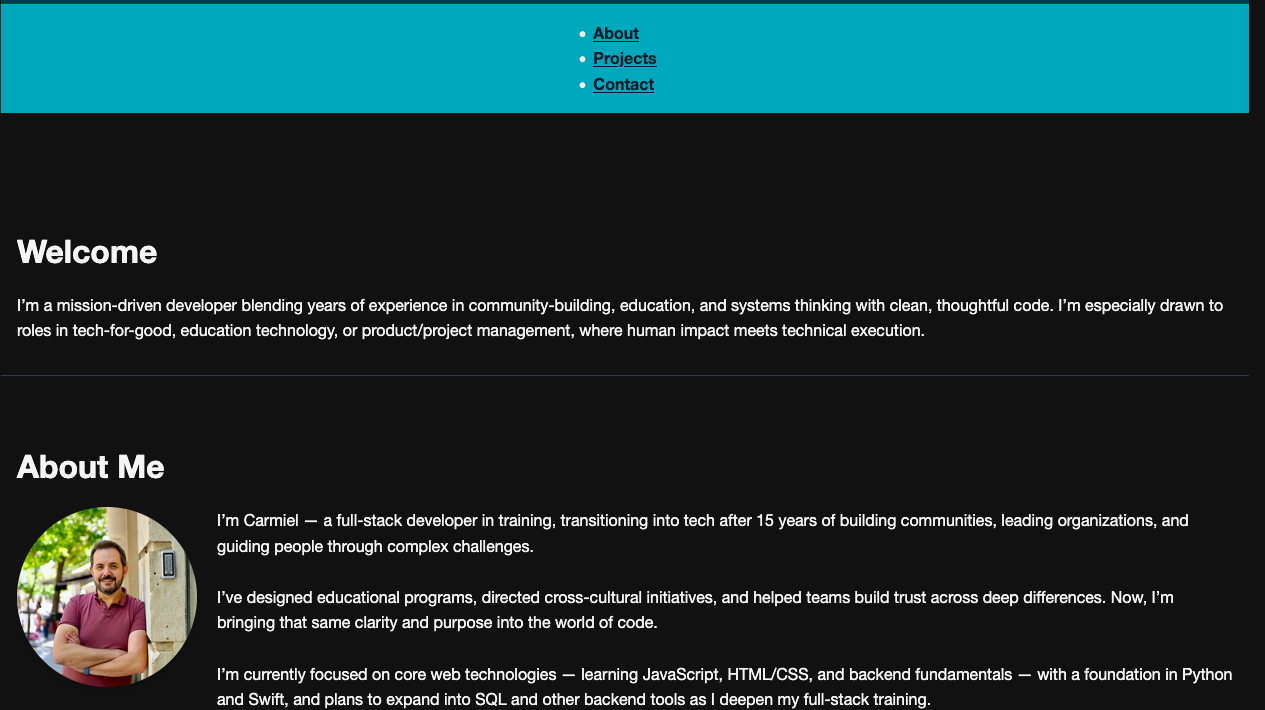 About
Projects
Contact
Welcome
I’m a mission-driven developer blending years of experience in community-building, education, and systems thinking with clean, thoughtful code. I’m especially drawn to
roles in tech-for-good, education technology, or product/project management, where human impact meets technical execution.
About Me
I’m Carmiel — a full-stack developer in training, transitioning into tech after 15 years of building communities, leading organizations, and
guiding people through complex challenges.
I’ve designed educational programs, directed cross-cultural initiatives, and helped teams build trust across deep differences. Now, I’m
bringing that same clarity and purpose into the world of code.
I’m currently focused on core web technologies — learning JavaScript, HTML/CSS, and backend fundamentals — with a foundation in Python
and Swift, and plans to expand into SQL and other backend tools as I deepen my full-stack training.